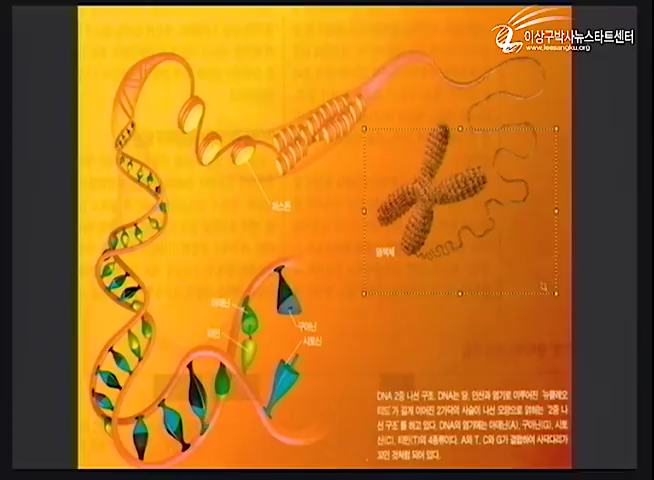 이상구박사뉴스타트센터
www.leesangku.org
히스톤
염색체
아데닌
티민
구아닌
시토신
DNA 2중 나선 구조. DNA는 당, 인산과 염기로 이루어진 '뉴클레오
티드'가 길게 이어진 2가닥의 사슬이 나선 모양으로 얽히는 '2중 나
선 구조'를 하고 있다. DNA의 염기에는 아데닌(A), 구아닌(G), 시토
신(C), 티민(T)의 4종류이다. A와 T, C와 G가 결합하여 사다리가
꼬인 것처럼 되어 있다.